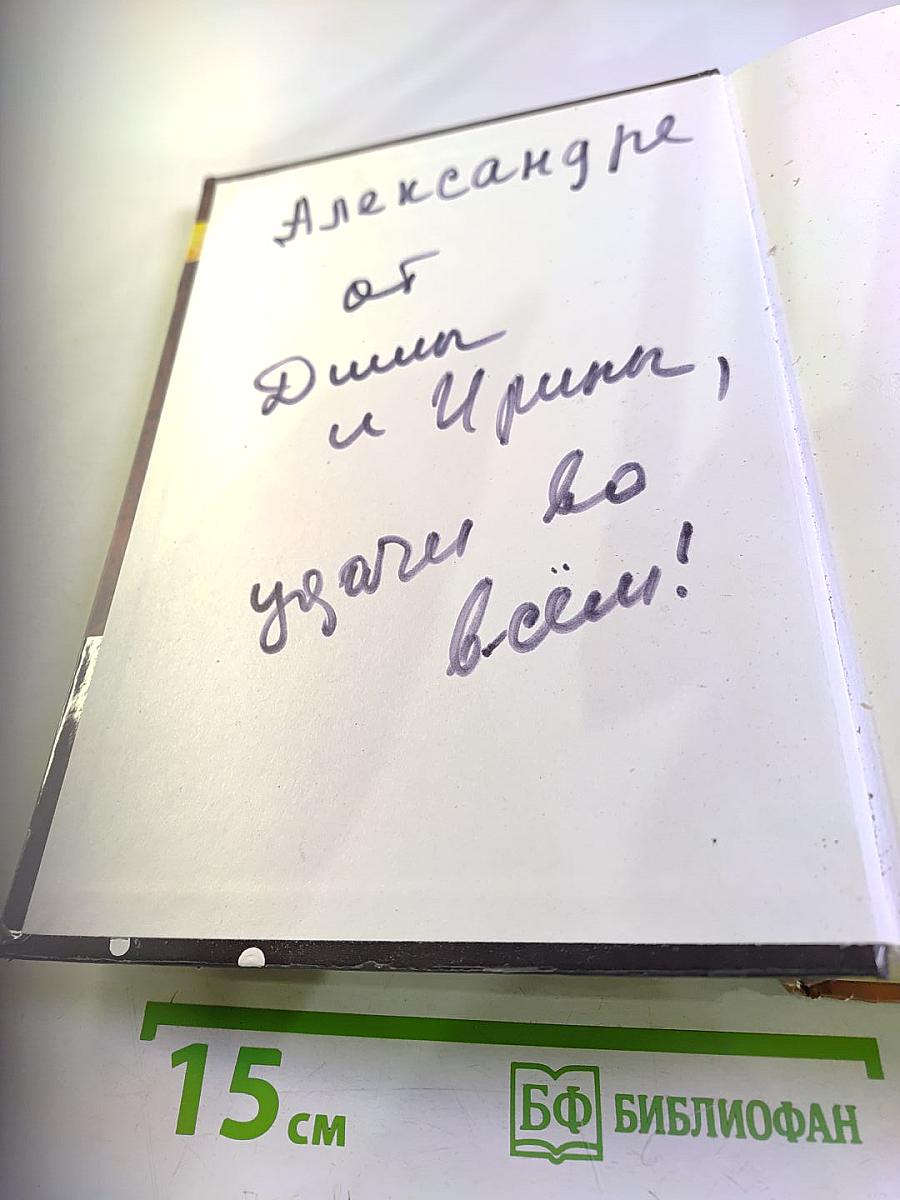 Александре
от
Димы
и Ирины,
удачи во
всём!
15 см
БФ БИБЛИОФАН